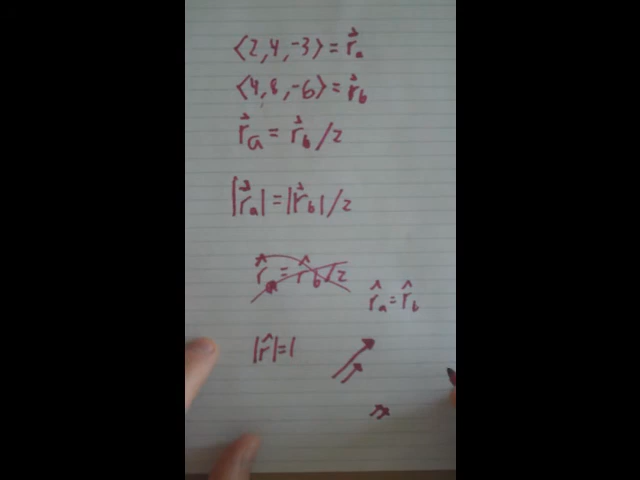 ⟨2, 4, -3⟩ = r⃗a
⟨4, 8, -6⟩ = r⃗b
r⃗a = r⃗b / 2
|r⃗a| = |r⃗b| / 2
r̂a = r̂b / 2
r̂a = r̂b
|r̂| = 1